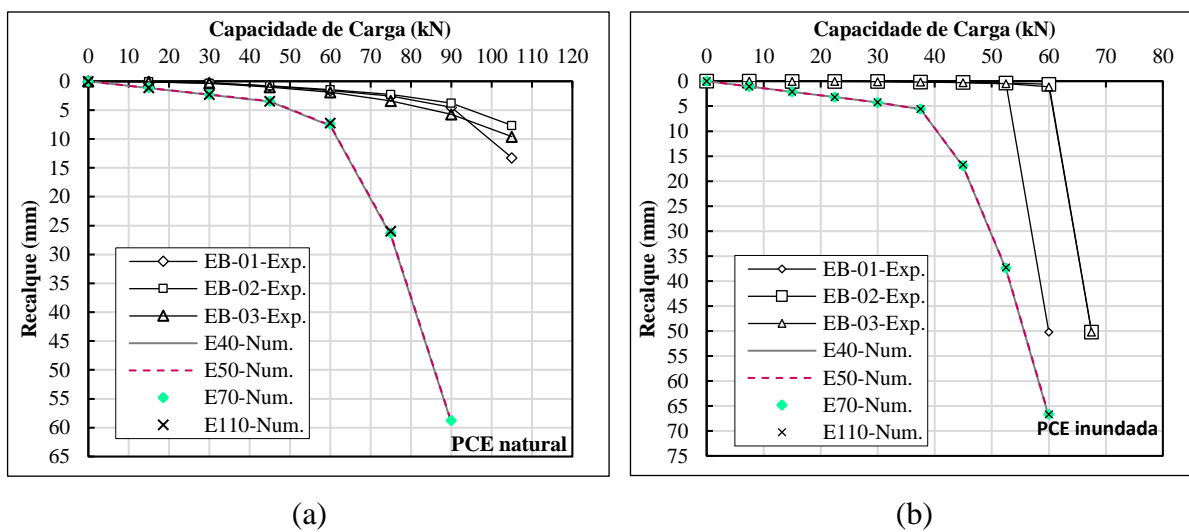 Capacidade de Carga (kN)
0 10 20 30 40 50 60 70 80 90 100 110 120
0
5
10
15
20
25
30
35
40
45
50
55
60
65
Recalque (mm)
EB-01-Exp.
EB-02-Exp.
EB-03-Exp.
E40-Num.
E50-Num.
E70-Num.
E110-Num.
PCE natural
(a)
Capacidade de Carga (kN)
0 10 20 30 40 50 60 70 80
0
5
10
15
20
25
30
35
40
45
50
55
60
65
70
75
Recalque (mm)
EB-01-Exp.
EB-02-Exp.
EB-03-Exp.
E40-Num.
E50-Num.
E70-Num.
E110-Num.
PCE inundada
(b)